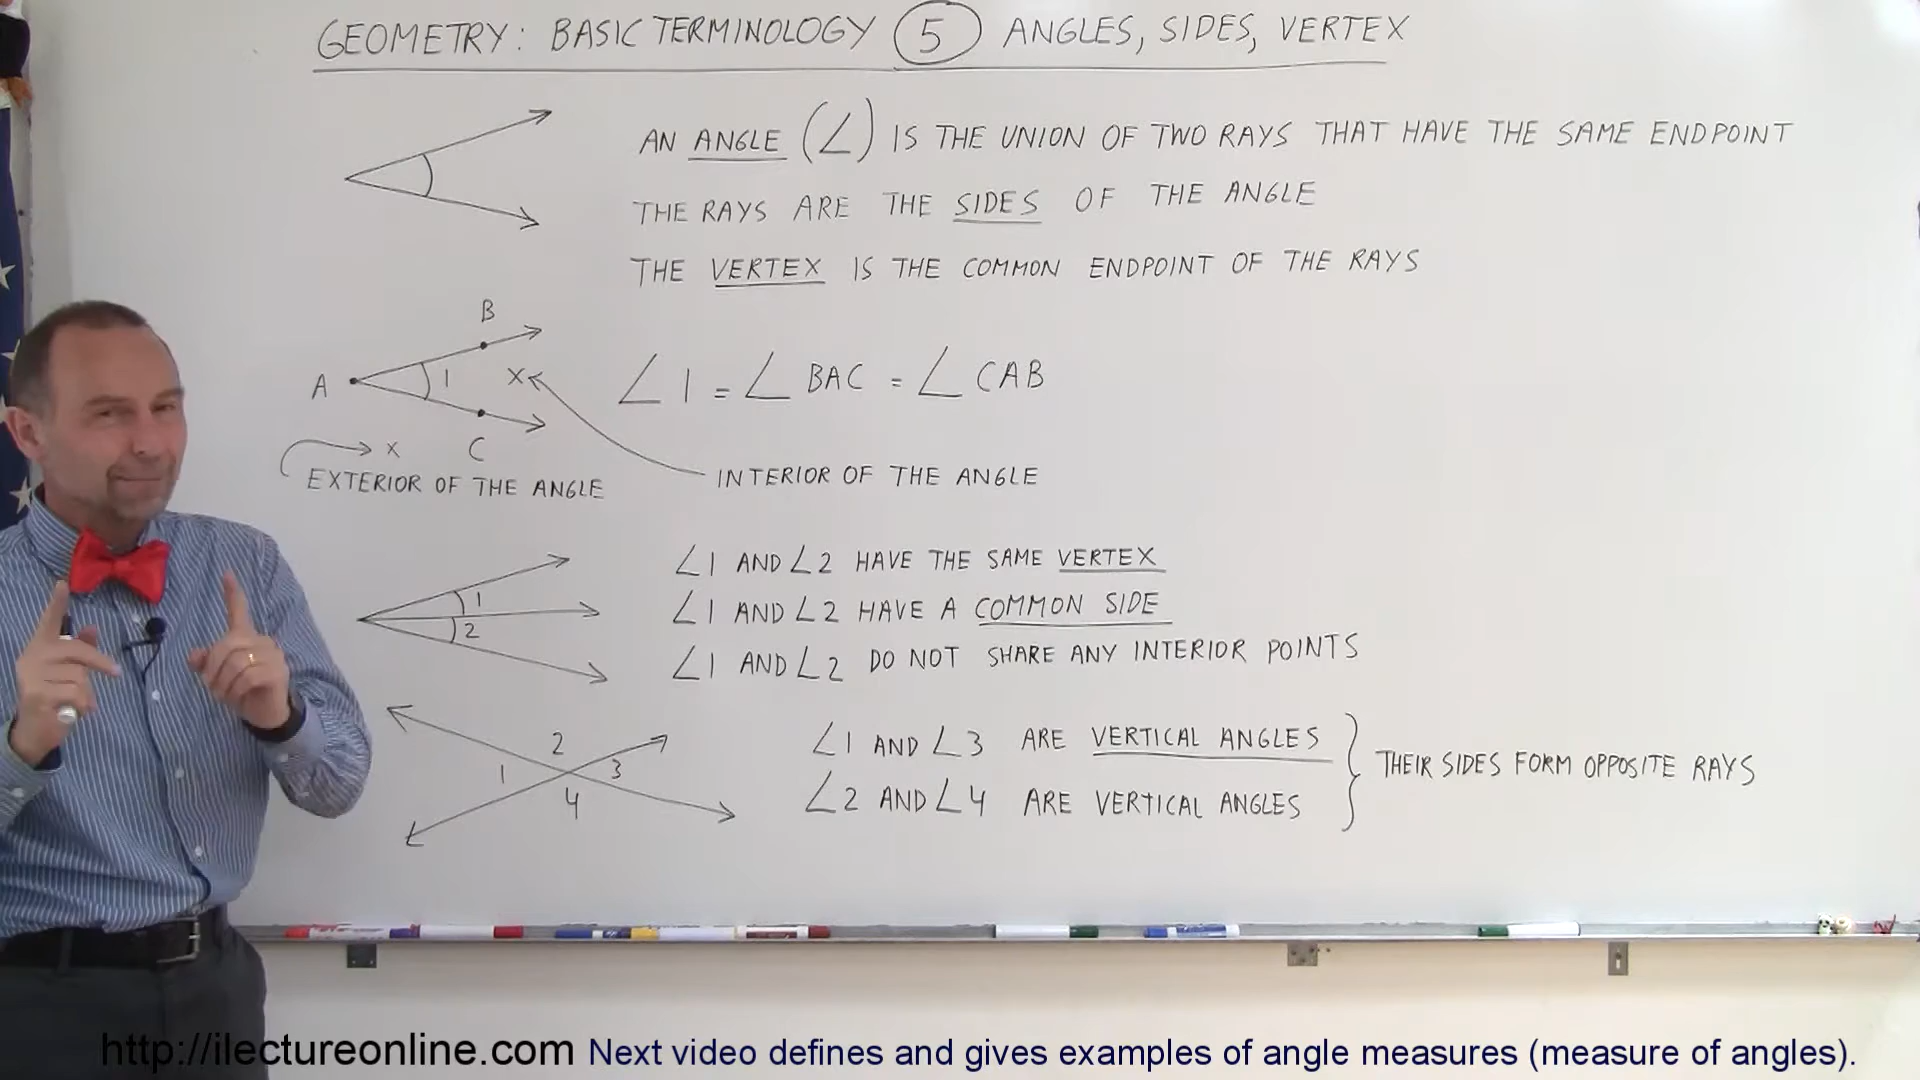 GEOMETRY: BASIC TERMINOLOGY 5 ANGLES, SIDES, VERTEX
AN ANGLE (∠) IS THE UNION OF TWO RAYS THAT HAVE THE SAME ENDPOINT
THE RAYS ARE THE SIDES OF THE ANGLE
THE VERTEX IS THE COMMON ENDPOINT OF THE RAYS
B
A 1 X
C
X
∠1 = ∠BAC = ∠CAB
EXTERIOR OF THE ANGLE
INTERIOR OF THE ANGLE
1
2
∠1 AND ∠2 HAVE THE SAME VERTEX
∠1 AND ∠2 HAVE A COMMON SIDE
∠1 AND ∠2 DO NOT SHARE ANY INTERIOR POINTS
2
1 3
4
∠1 AND ∠3 ARE VERTICAL ANGLES
∠2 AND ∠4 ARE VERTICAL ANGLES
THEIR SIDES FORM OPPOSITE RAYS
http://ilectureonline.com Next video defines and gives examples of angle measures (measure of angles).